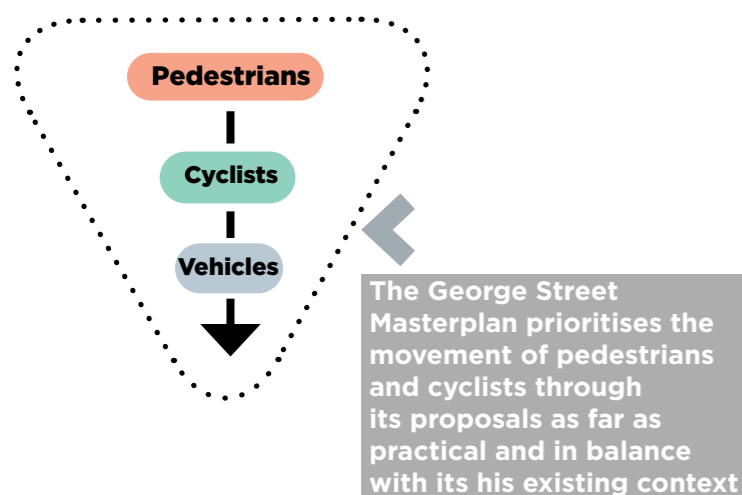 Pedestrians
Cyclists
Vehicles
The George Street
Masterplan prioritises the
movement of pedestrians
and cyclists through
its proposals as far as
practical and in balance
with its his existing context